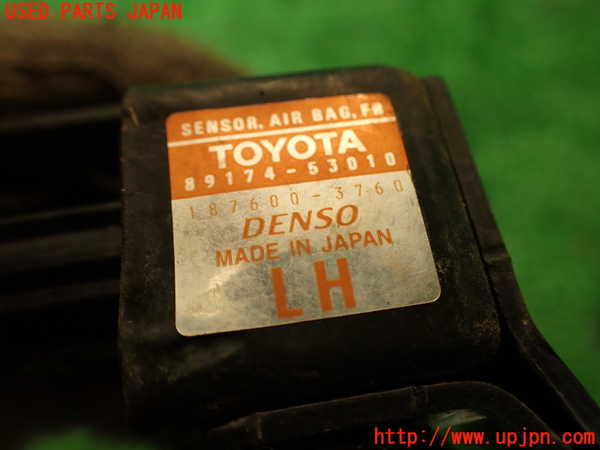 USED PARTS JAPAN
SENSOR, AIR BAG, FR
TOYOTA
89174-53010
187600-3760
DENSO
MADE IN JAPAN
LH
http://www.upjpn.com/